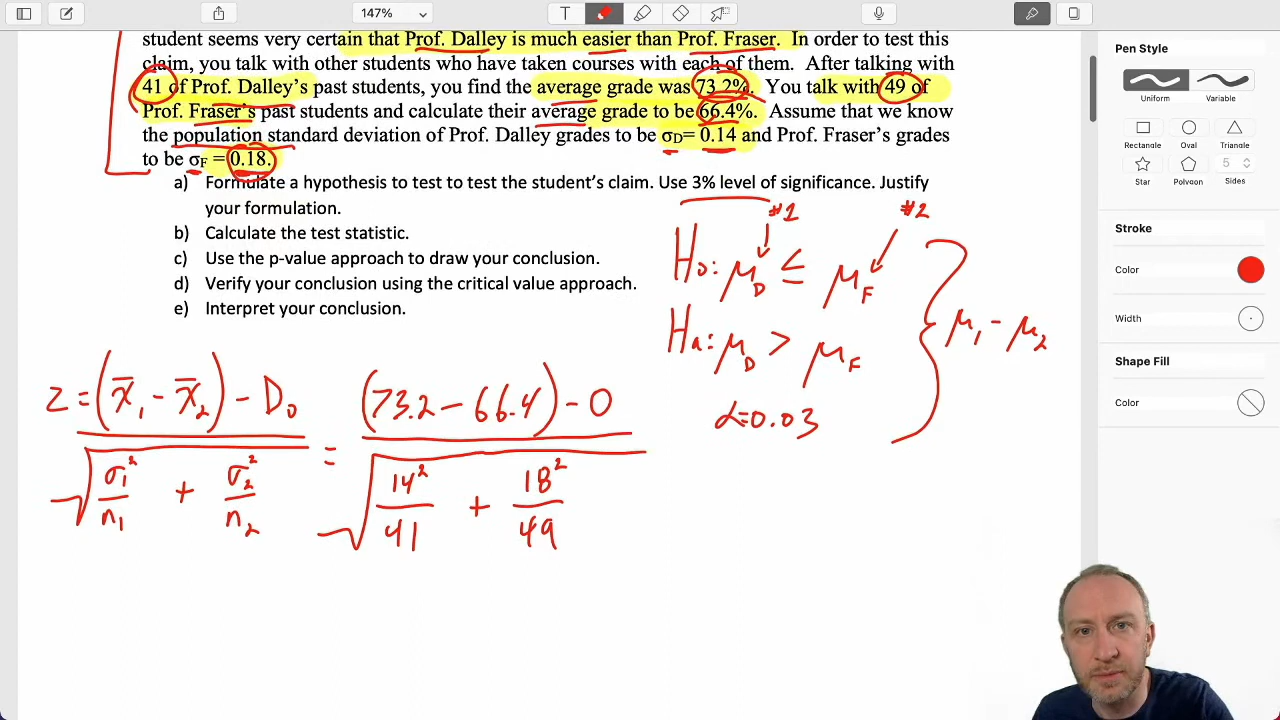 147%
T
student seems very certain that Prof. Dalley is much easier than Prof. Fraser. In order to test this
claim, you talk with other students who have taken courses with each of them. After talking with
41 of Prof. Dalley's past students, you find the average grade was 73.2%. You talk with 49 of
Prof. Fraser's past students and calculate their average grade to be 66.4%. Assume that we know
the population standard deviation of Prof. Dalley grades to be σD= 0.14 and Prof. Fraser's grades
to be σF = 0.18.
a) Formulate a hypothesis to test to test the student's claim. Use 3% level of significance. Justify
your formulation.
b) Calculate the test statistic.
c) Use the p-value approach to draw your conclusion.
d) Verify your conclusion using the critical value approach.
e) Interpret your conclusion.
#1 #2
H0: μD ≤ μF
Ha: μD > μF
μ1 - μ2
α=0.03
z = (x̄1 - x̄2) - D0 = (73.2 - 66.4) - 0
√ σ1² + σ2² √ 14² + 18²
n1 n2 41 49
Pen Style
Uniform Variable
Rectangle Oval Triangle
5
Star Polygon Sides
Stroke
Color
Width
Shape Fill
Color